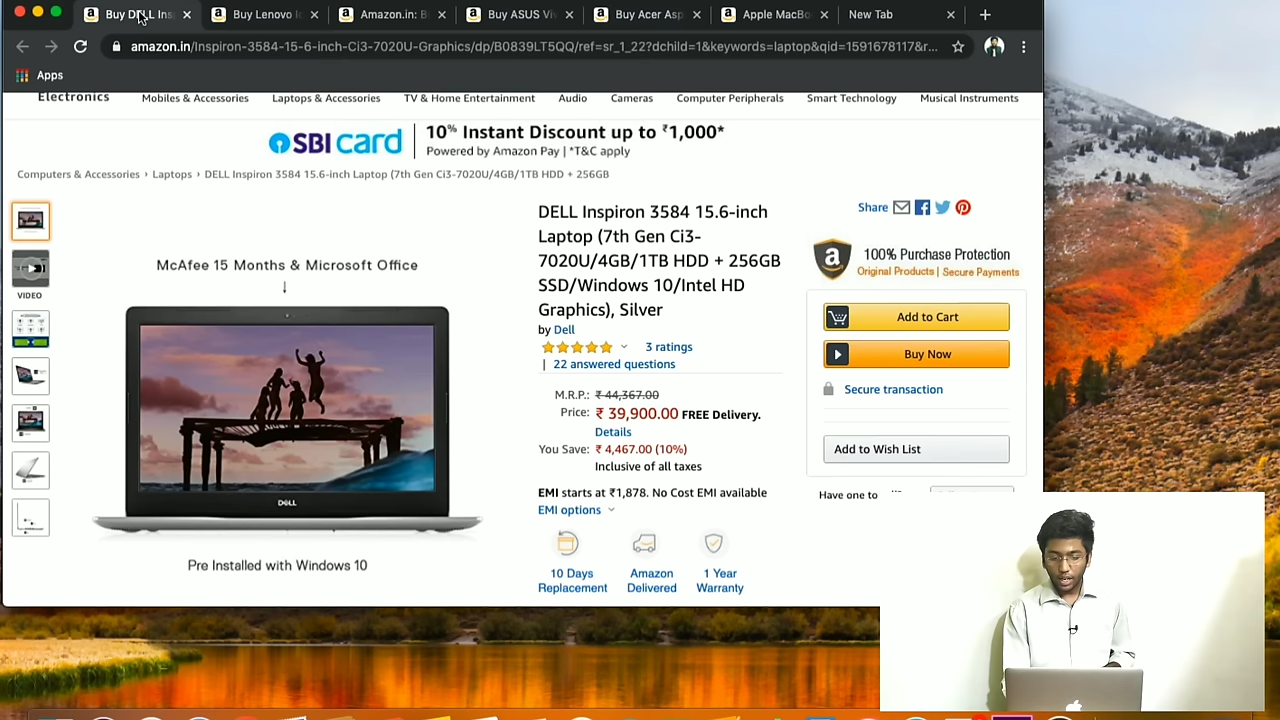 Buy DELL Ins
Buy Lenovo I
Amazon.in: B
Buy ASUS Viv
Buy Acer Asp
Apple MacBo
New Tab
amazon.in/Inspiron-3584-15-6-inch-Ci3-7020U-Graphics/dp/B0839LT5QQ/ref=sr_1_22?dchild=1&keywords=laptop&qid=1591678117&r...
Apps
Electronics Mobiles & Accessories Laptops & Accessories TV & Home Entertainment Audio Cameras Computer Peripherals Smart Technology Musical Instruments
SBI card
10% Instant Discount up to ₹1,000*
Powered by Amazon Pay | *T&C apply
Computers & Accessories › Laptops › DELL Inspiron 3584 15.6-inch Laptop (7th Gen Ci3-7020U/4GB/1TB HDD + 256GB
VIDEO
McAfee 15 Months & Microsoft Office
DELL
Pre Installed with Windows 10
DELL Inspiron 3584 15.6-inch
Laptop (7th Gen Ci3-
7020U/4GB/1TB HDD + 256GB
SSD/Windows 10/Intel HD
Graphics), Silver
by Dell
3 ratings
| 22 answered questions
M.R.P.: ₹ 44,367.00
Price: ₹ 39,900.00 FREE Delivery.
Details
You Save: ₹ 4,467.00 (10%)
Inclusive of all taxes
EMI starts at ₹1,878. No Cost EMI available
EMI options
10 Days
Replacement
Amazon
Delivered
1 Year
Warranty
Share
100% Purchase Protection
Original Products | Secure Payments
Add to Cart
Buy Now
Secure transaction
Add to Wish List
Have one to